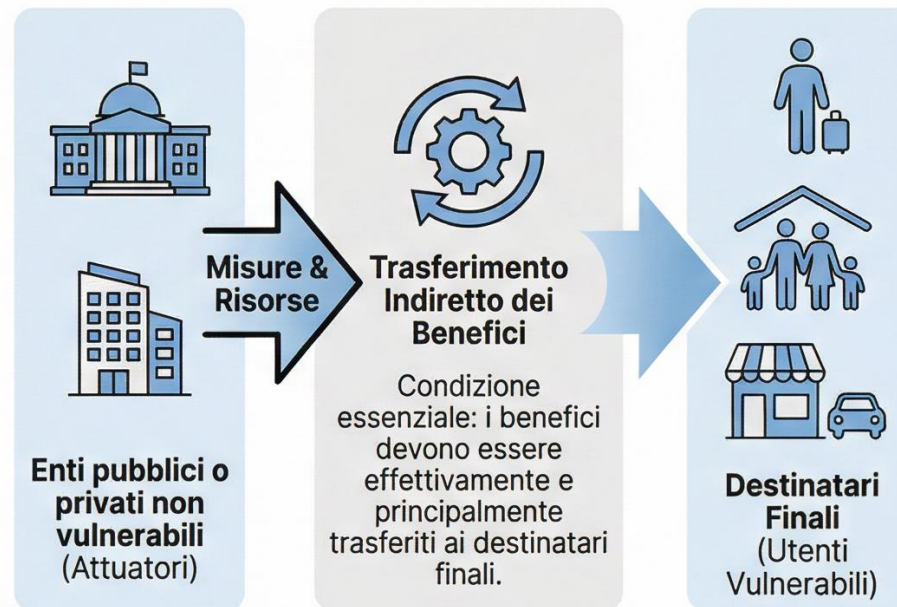 Enti pubblici o
privati non
vulnerabili
(Attuatori)
Misure &
Risorse
Trasferimento
Indiretto dei
Benefici
Condizione
essenziale: i benefici
devono essere
effettivamente e
principalmente
trasferiti ai destinatari
finali.
Destinatari
Finali
(Utenti
Vulnerabili)